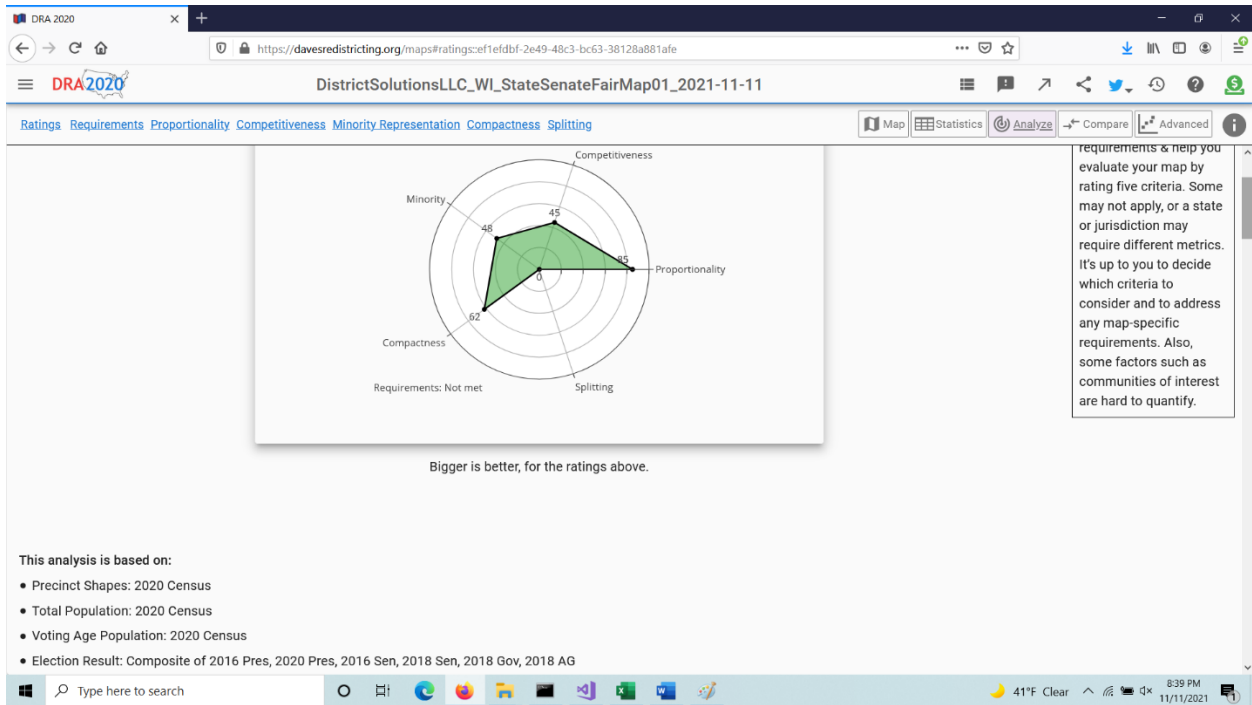 DRA 2020
https://davesredistricting.org/maps#ratings::ef1efdbf-2e49-48c3-bc63-38128a881afe
DRA2020
DistrictSolutionsLLC_WI_StateSenateFairMap01_2021-11-11
Ratings Requirements Proportionality Competitiveness Minority Representation Compactness Splitting
Map Statistics Analyze Compare Advanced
requirements & help you
evaluate your map by
rating five criteria. Some
may not apply, or a state
or jurisdiction may
require different metrics.
It's up to you to decide
which criteria to
consider and to address
any map-specific
requirements. Also,
some factors such as
communities of interest
are hard to quantify.
Competitiveness
Minority
45
48
85
Proportionality
0
62
Compactness
Requirements: Not met
Splitting
Bigger is better, for the ratings above.
This analysis is based on:
• Precinct Shapes: 2020 Census
• Total Population: 2020 Census
• Voting Age Population: 2020 Census
• Election Result: Composite of 2016 Pres, 2020 Pres, 2016 Sen, 2018 Sen, 2018 Gov, 2018 AG
Type here to search
41°F Clear
8:39 PM
11/11/2021
1